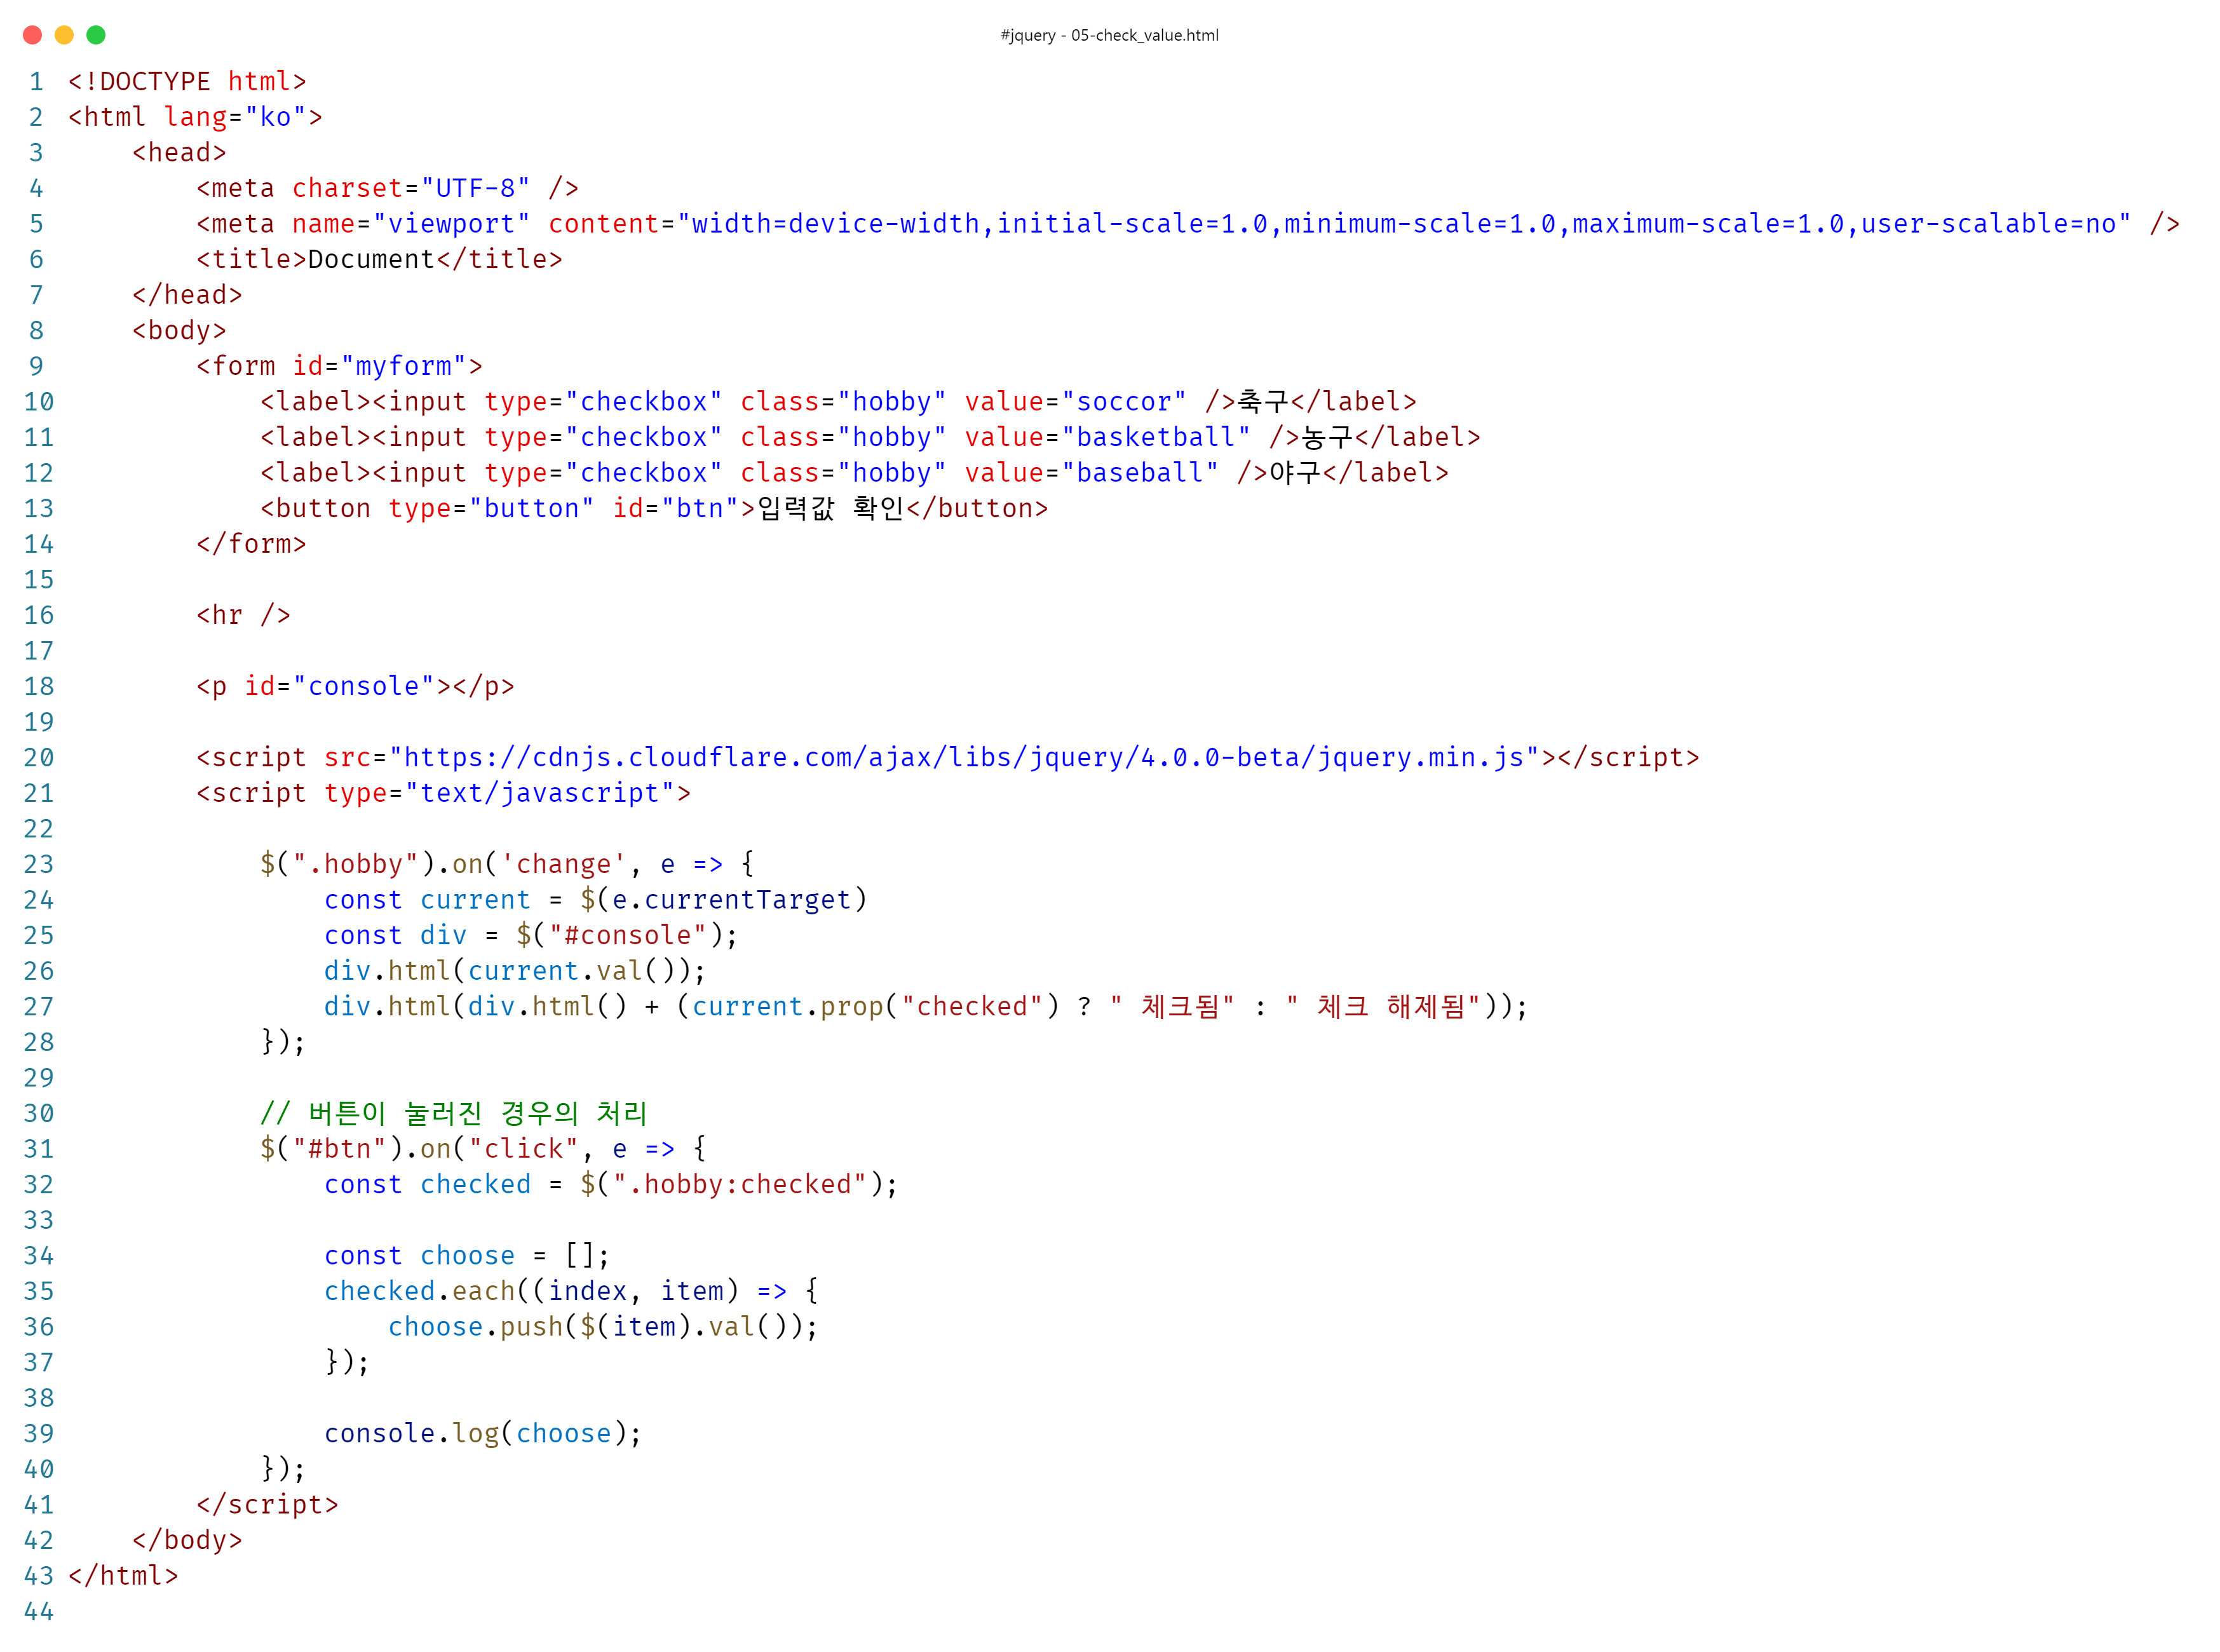 #jquery - 05-check_value.html
1 <!DOCTYPE html>
2 <html lang="ko">
3     <head>
4         <meta charset="UTF-8" />
5         <meta name="viewport" content="width=device-width,initial-scale=1.0,minimum-scale=1.0,maximum-scale=1.0,user-scalable=no" />
6         <title>Document</title>
7     </head>
8     <body>
9         <form id="myform">
10             <label><input type="checkbox" class="hobby" value="soccor" />축구</label>
11             <label><input type="checkbox" class="hobby" value="basketball" />농구</label>
12             <label><input type="checkbox" class="hobby" value="baseball" />야구</label>
13             <button type="button" id="btn">입력값 확인</button>
14         </form>
15
16         <hr />
17
18         <p id="console"></p>
19
20         <script src="https://cdnjs.cloudflare.com/ajax/libs/jquery/4.0.0-beta/jquery.min.js"></script>
21         <script type="text/javascript">
22
23             $(".hobby").on('change', e => {
24                 const current = $(e.currentTarget)
25                 const div = $("#console");
26                 div.html(current.val());
27                 div.html(div.html() + (current.prop("checked") ? " 체크됨" : " 체크 해제됨"));
28             });
29
30             // 버튼이 눌러진 경우의 처리
31             $("#btn").on("click", e => {
32                 const checked = $(".hobby:checked");
33
34                 const choose = [];
35                 checked.each((index, item) => {
36                     choose.push($(item).val());
37                 });
38
39                 console.log(choose);
40             });
41         </script>
42     </body>
43 </html>
44